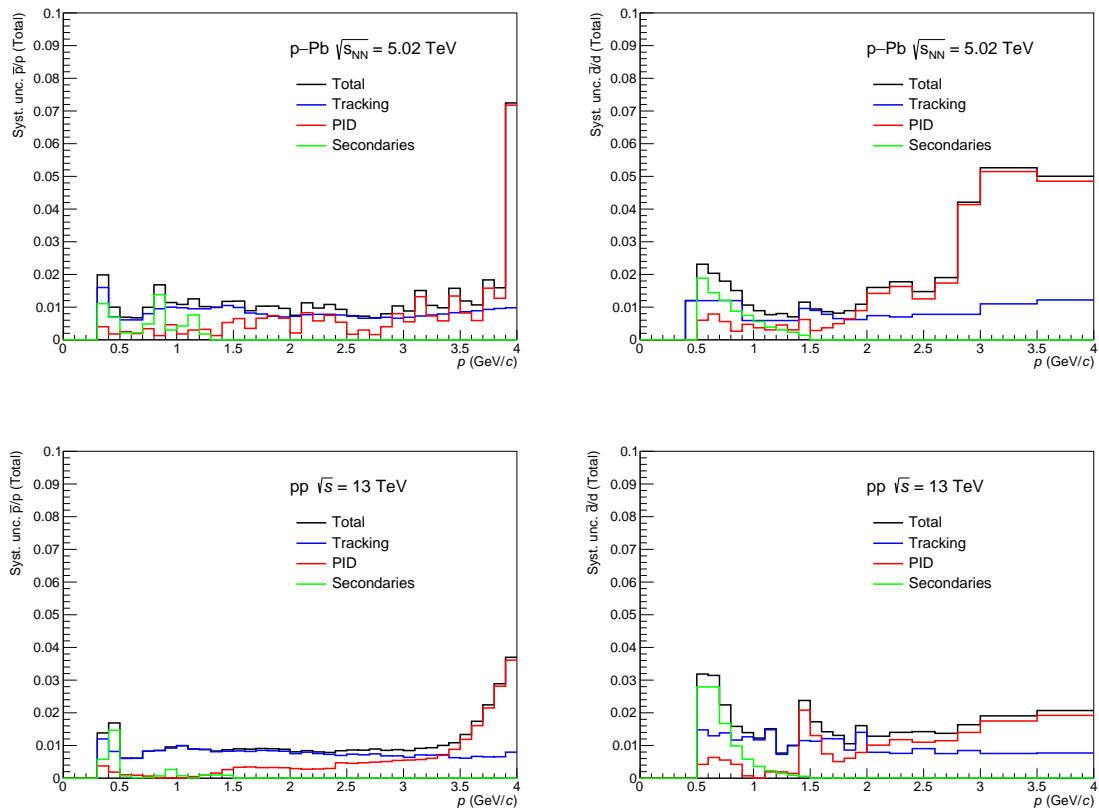 Syst. unc. p̅/p (Total)
p–Pb √sNN = 5.02 TeV
Total
Tracking
PID
Secondaries
0.1
0.09
0.08
0.07
0.06
0.05
0.04
0.03
0.02
0.01
0
0 0.5 1 1.5 2 2.5 3 3.5 4
p (GeV/c)
Syst. unc. d̅/d (Total)
p–Pb √sNN = 5.02 TeV
Total
Tracking
PID
Secondaries
0.1
0.09
0.08
0.07
0.06
0.05
0.04
0.03
0.02
0.01
0
0 0.5 1 1.5 2 2.5 3 3.5 4
p (GeV/c)
Syst. unc. p̅/p (Total)
pp √s = 13 TeV
Total
Tracking
PID
Secondaries
0.1
0.09
0.08
0.07
0.06
0.05
0.04
0.03
0.02
0.01
0
0 0.5 1 1.5 2 2.5 3 3.5 4
p (GeV/c)
Syst. unc. d̅/d (Total)
pp √s = 13 TeV
Total
Tracking
PID
Secondaries
0.1
0.09
0.08
0.07
0.06
0.05
0.04
0.03
0.02
0.01
0
0 0.5 1 1.5 2 2.5 3 3.5 4
p (GeV/c)